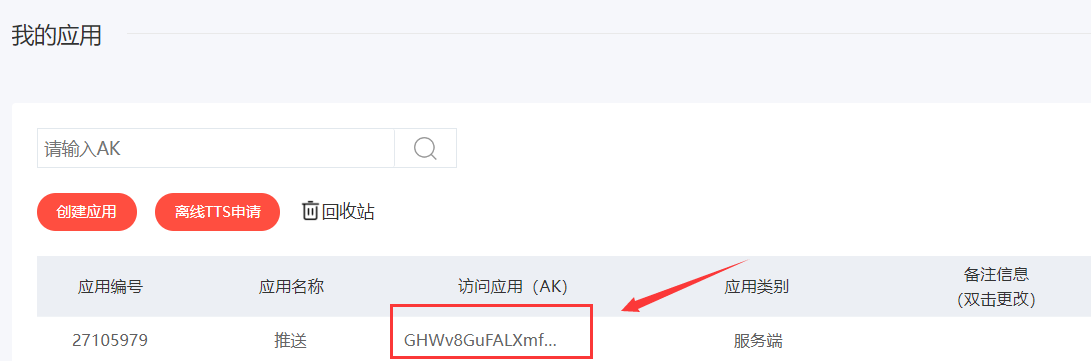 我的应用
请输入AK
创建应用 离线TTS申请 回收站
应用编号 应用名称 访问应用（AK） 应用类别 备注信息
（双击更改）
27105979 推送 GHWv8GuFALXmf... 服务端